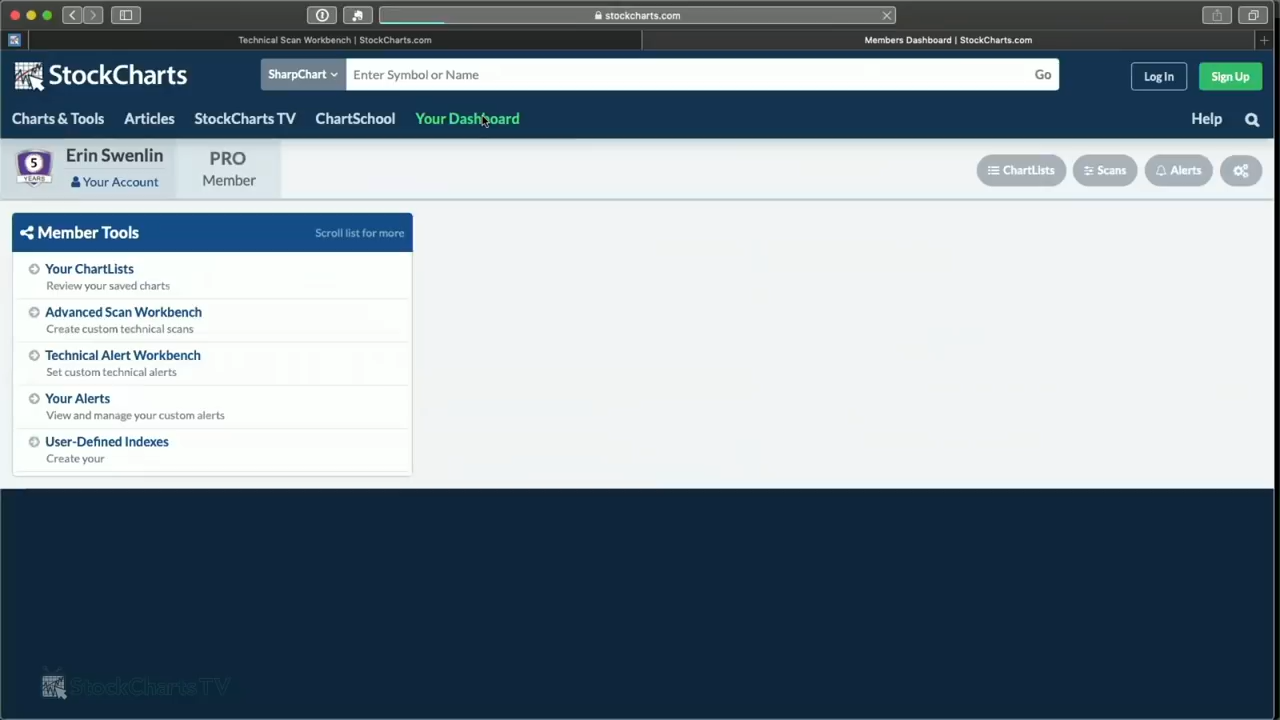 stockcharts.com
Technical Scan Workbench | StockCharts.com
Members Dashboard | StockCharts.com
StockCharts
SharpChart
Enter Symbol or Name
Go
Log In
Sign Up
Charts & Tools
Articles
StockCharts TV
ChartSchool
Your Dashboard
Help
5
YEARS
Erin Swenlin
Your Account
PRO
Member
ChartLists
Scans
Alerts
Member Tools
Scroll list for more
Your ChartLists
Review your saved charts
Advanced Scan Workbench
Create custom technical scans
Technical Alert Workbench
Set custom technical alerts
Your Alerts
View and manage your custom alerts
User-Defined Indexes
Create your
StockCharts TV